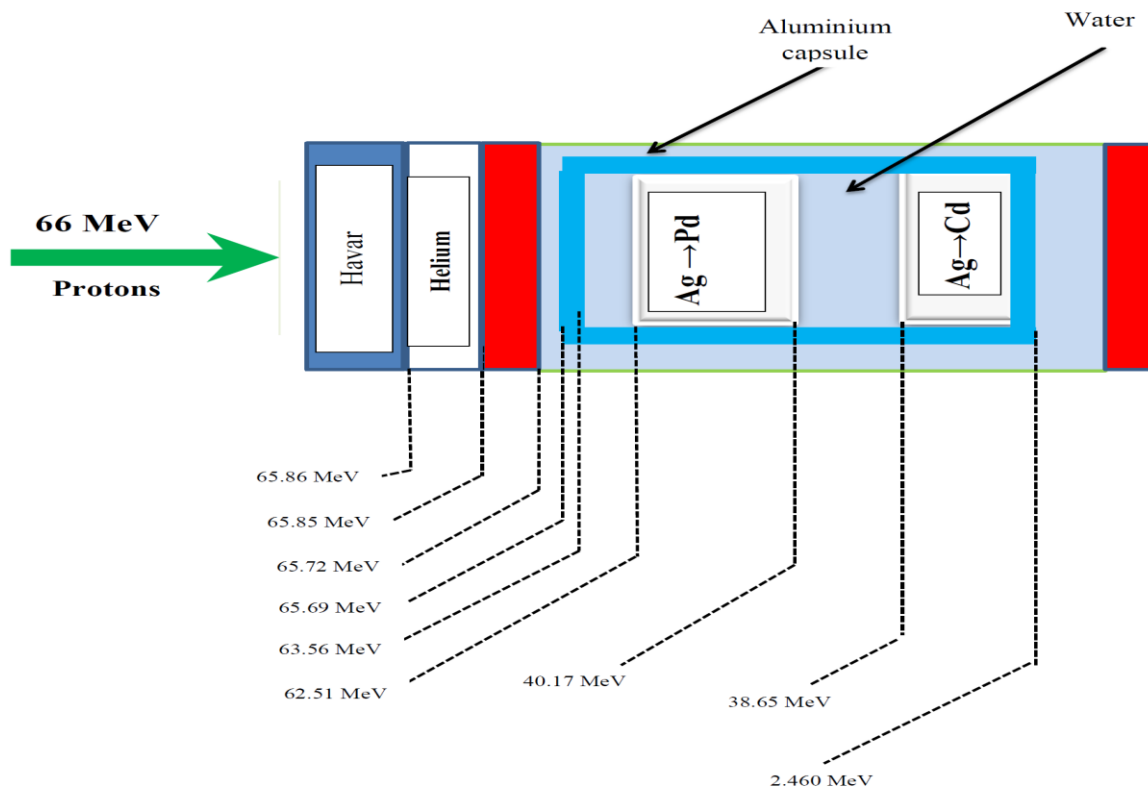 Aluminium
capsule
Water
66 MeV
Protons
Havar
Helium
Ag →Pd
Ag→Cd
65.86 MeV
65.85 MeV
65.72 MeV
65.69 MeV
63.56 MeV
62.51 MeV
40.17 MeV
38.65 MeV
2.460 MeV